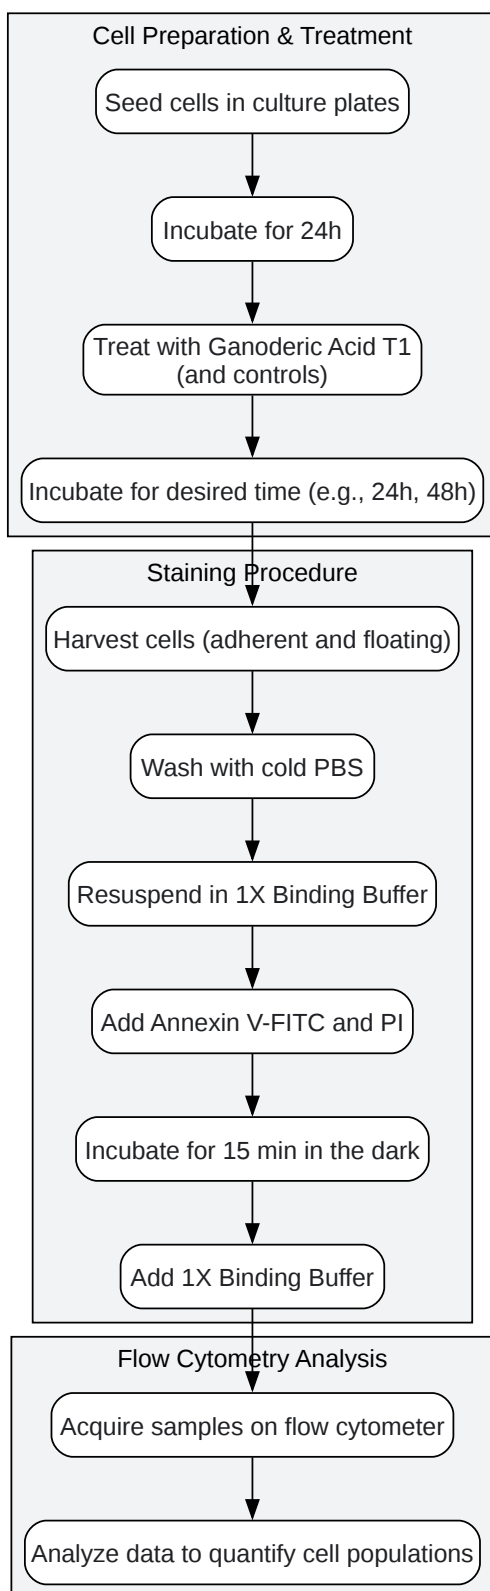 Cell Preparation & Treatment
Seed cells in culture plates
Incubate for 24h
Treat with Ganoderic Acid T1
(and controls)
Incubate for desired time (e.g., 24h, 48h)
Staining Procedure
Harvest cells (adherent and floating)
Wash with cold PBS
Resuspend in 1X Binding Buffer
Add Annexin V-FITC and PI
Incubate for 15 min in the dark
Add 1X Binding Buffer
Flow Cytometry Analysis
Acquire samples on flow cytometer
Analyze data to quantify cell populations